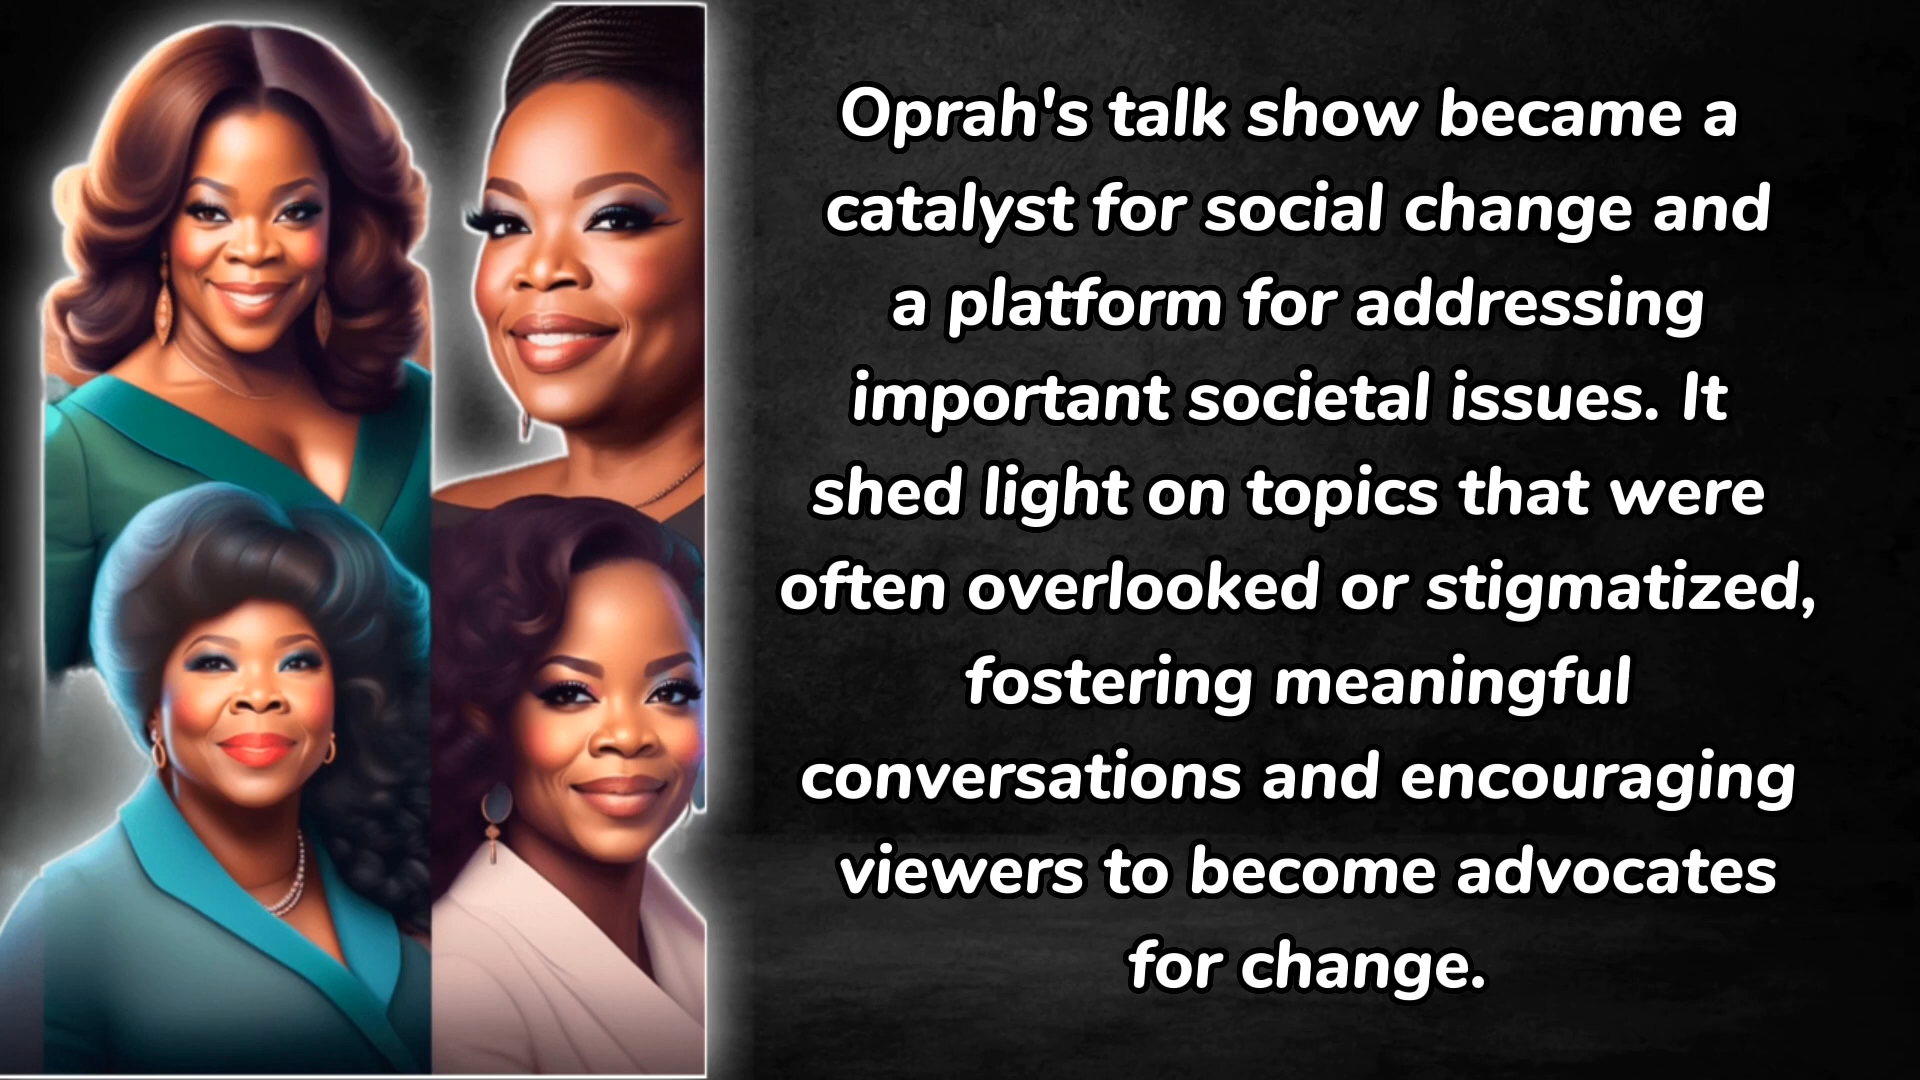 Oprah's talk show became a
catalyst for social change and
a platform for addressing
important societal issues. It
shed light on topics that were
often overlooked or stigmatized,
fostering meaningful
conversations and encouraging
viewers to become advocates
for change.